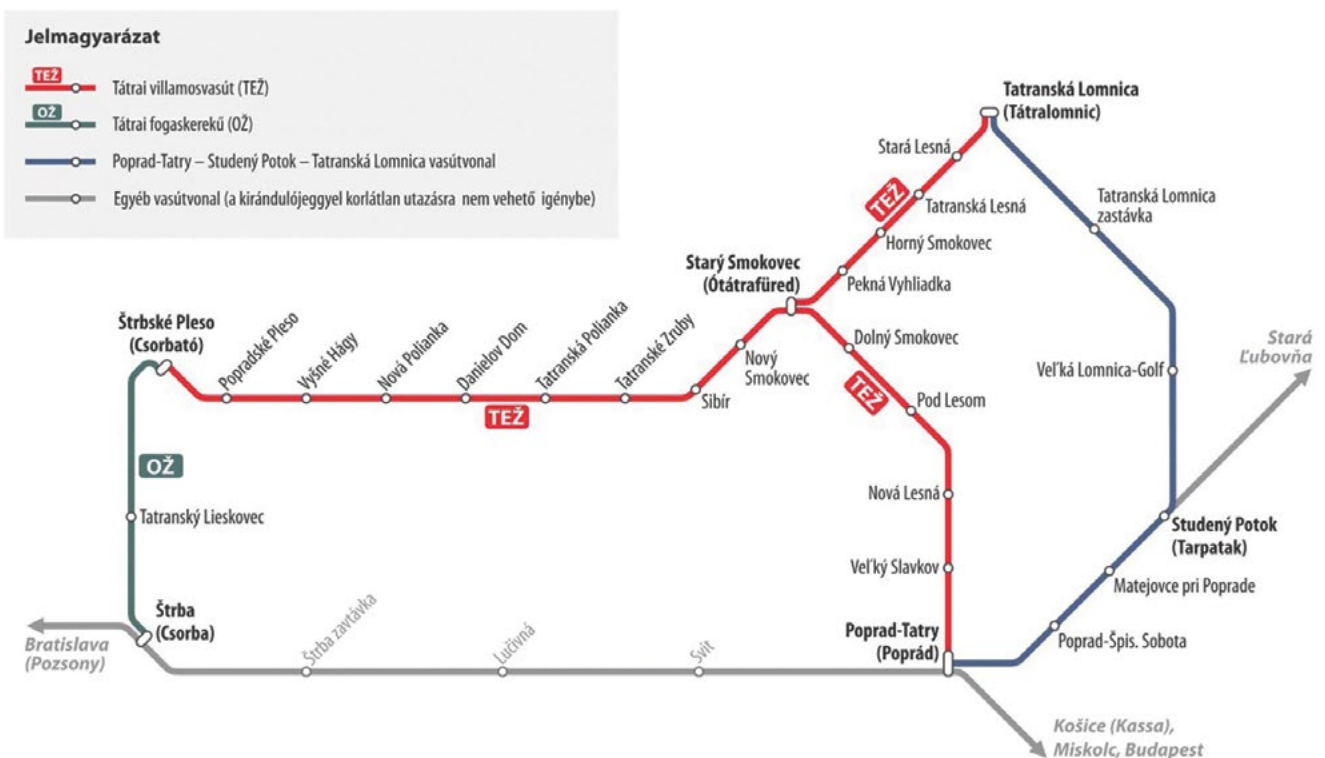 Jelmagyarázat
TEŽ
Tátrai villamosvasút (TEŽ)
OŽ
Tátrai fogaskerekű (OŽ)
Poprad-Tatry – Studený Potok – Tatranská Lomnica vasútvonal
Egyéb vasútvonal (a kirándulójeggyel korlátlan utazásra nem vehető igénybe)
Tatranská Lomnica
(Tátralomnic)
Stará Lesná
TEŽ
Tatranská Lesná
Tatranská Lomnica
zastávka
Horný Smokovec
Starý Smokovec
(Ótátrafüred)
Pekná Vyhliadka
Štrbské Pleso
(Csorbató)
Popradské Pleso
Vyšné Hágy
Nová Polianka
Danielov Dom
Tatranská Polianka
Tatranské Zruby
Sibír
Nový
Smokovec
Dolný Smokovec
TEŽ
Pod Lesom
TEŽ
Veľká Lomnica-Golf
Stará
Ľubovňa
OŽ
Nová Lesná
Tatranský Lieskovec
Studený Potok
(Tarpatak)
Veľký Slavkov
Matejovce pri Poprade
Štrba
(Csorba)
Bratislava
(Pozsony)
Štrba zavtávka
Lučivná
Svit
Poprad-Tatry
(Poprád)
Poprad-Špis. Sobota
Košice (Kassa),
Miskolc, Budapest